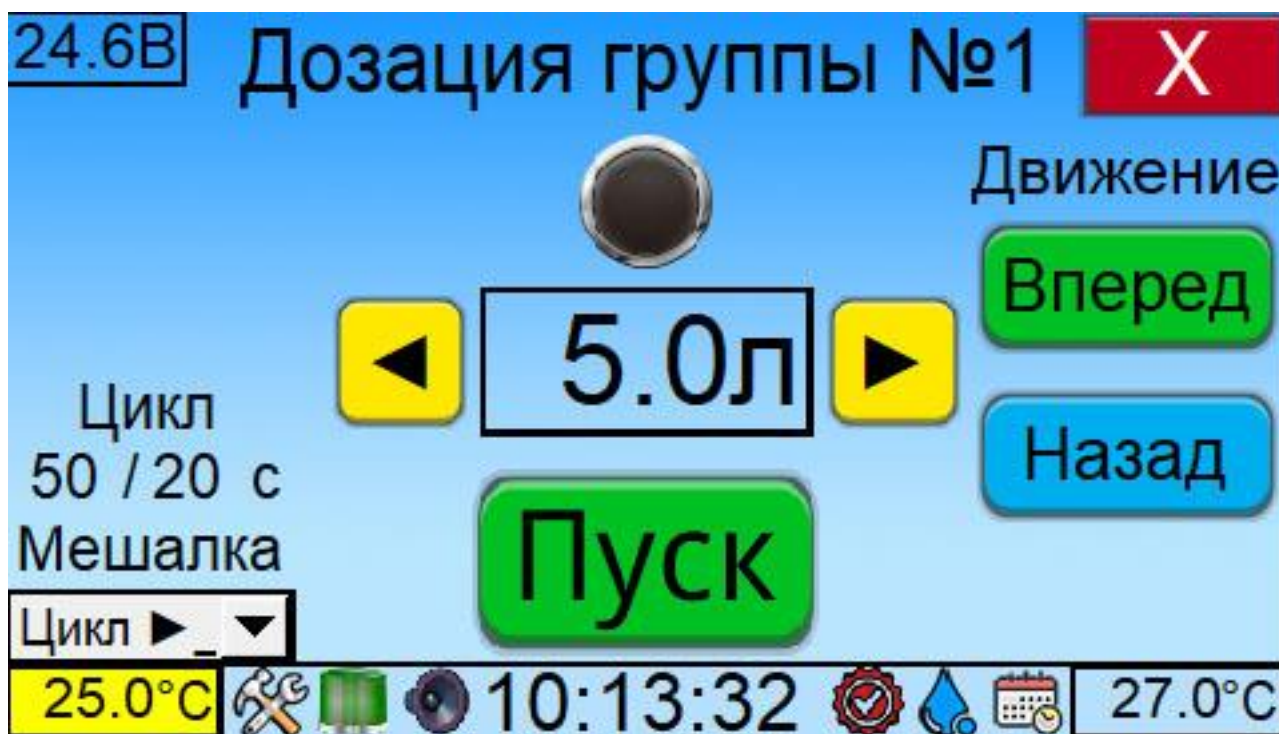 24.6В
Дозация группы №1
X
Движение
Вперед
◄ 5.0л ►
Назад
Цикл
50 / 20 с
Мешалка
Пуск
Цикл ►_
25.0°C
10:13:32
27.0°C